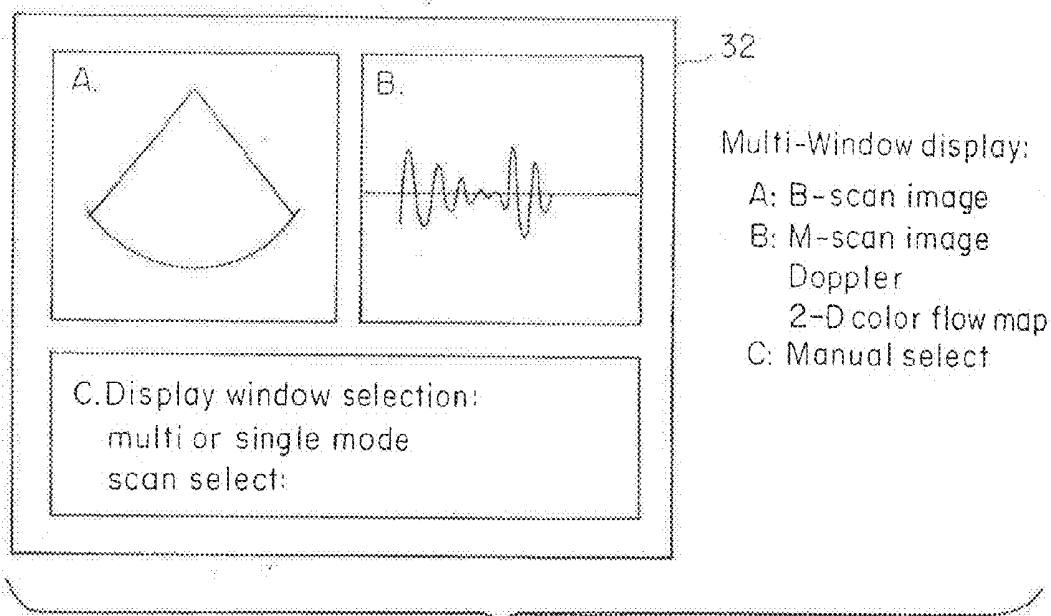 32
A.
B.
C. Display window selection:
multi or single mode
scan select:
Multi-Window display:
A: B-scan image
B: M-scan image
Doppler
2-D color flow map
C: Manual select